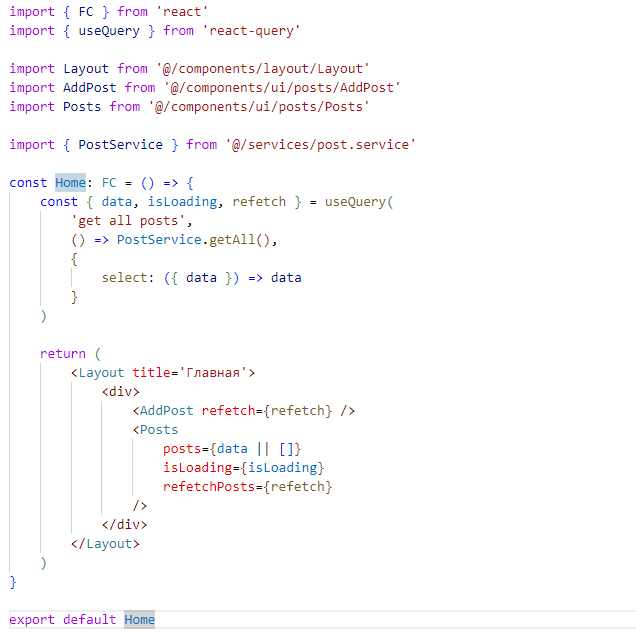 import { FC } from 'react'
import { useQuery } from 'react-query'

import Layout from '@/components/layout/Layout'
import AddPost from '@/components/ui/posts/AddPost'
import Posts from '@/components/ui/posts/Posts'

import { PostService } from '@/services/post.service'

const Home: FC = () => {
    const { data, isLoading, refetch } = useQuery(
        'get all posts',
        () => PostService.getAll(),
        {
            select: ({ data }) => data
        }
    )

    return (
        <Layout title='Главная'>
            <div>
                <AddPost refetch={refetch} />
                <Posts
                    posts={data || []}
                    isLoading={isLoading}
                    refetchPosts={refetch}
                />
            </div>
        </Layout>
    )
}

export default Home